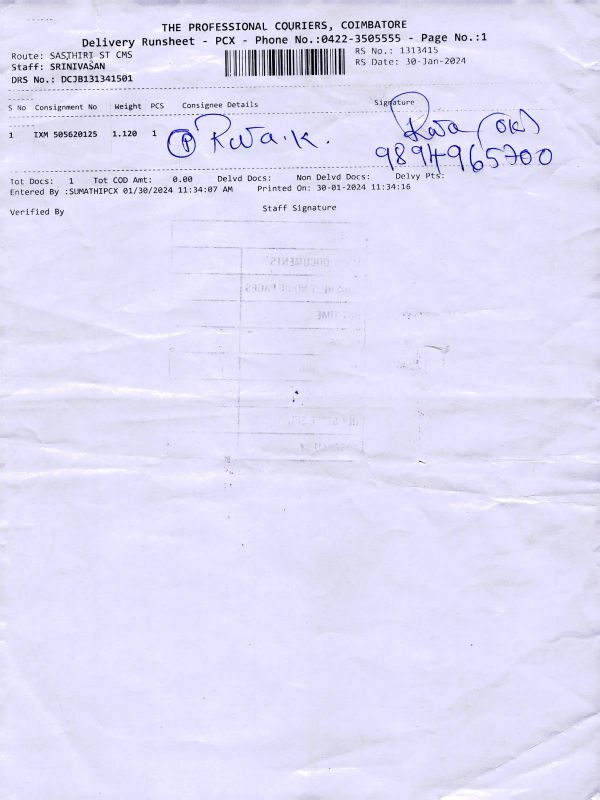 THE PROFESSIONAL COURIERS, COIMBATORE
Delivery Runsheet - PCX - Phone No.:0422-3505555 - Page No.:1
Route: SASTHIRI ST CMS
RS No.: 1313415
Staff: SRINIVASAN
RS Date: 30-Jan-2024
DRS No.: DCJB131341501
S No Consignment No Weight PCS Consignee Details Signature
1 IXM 505620125 1.120 1 P
(OK)
9894965700
Tot Docs: 1 Tot COD Amt: 0.00 Delvd Docs: Non Delvd Docs: Delvy Pts:
Entered By :SUMATHIPCX 01/30/2024 11:34:07 AM Printed On: 30-01-2024 11:34:16
Verified By Staff Signature
DOCUMENTS